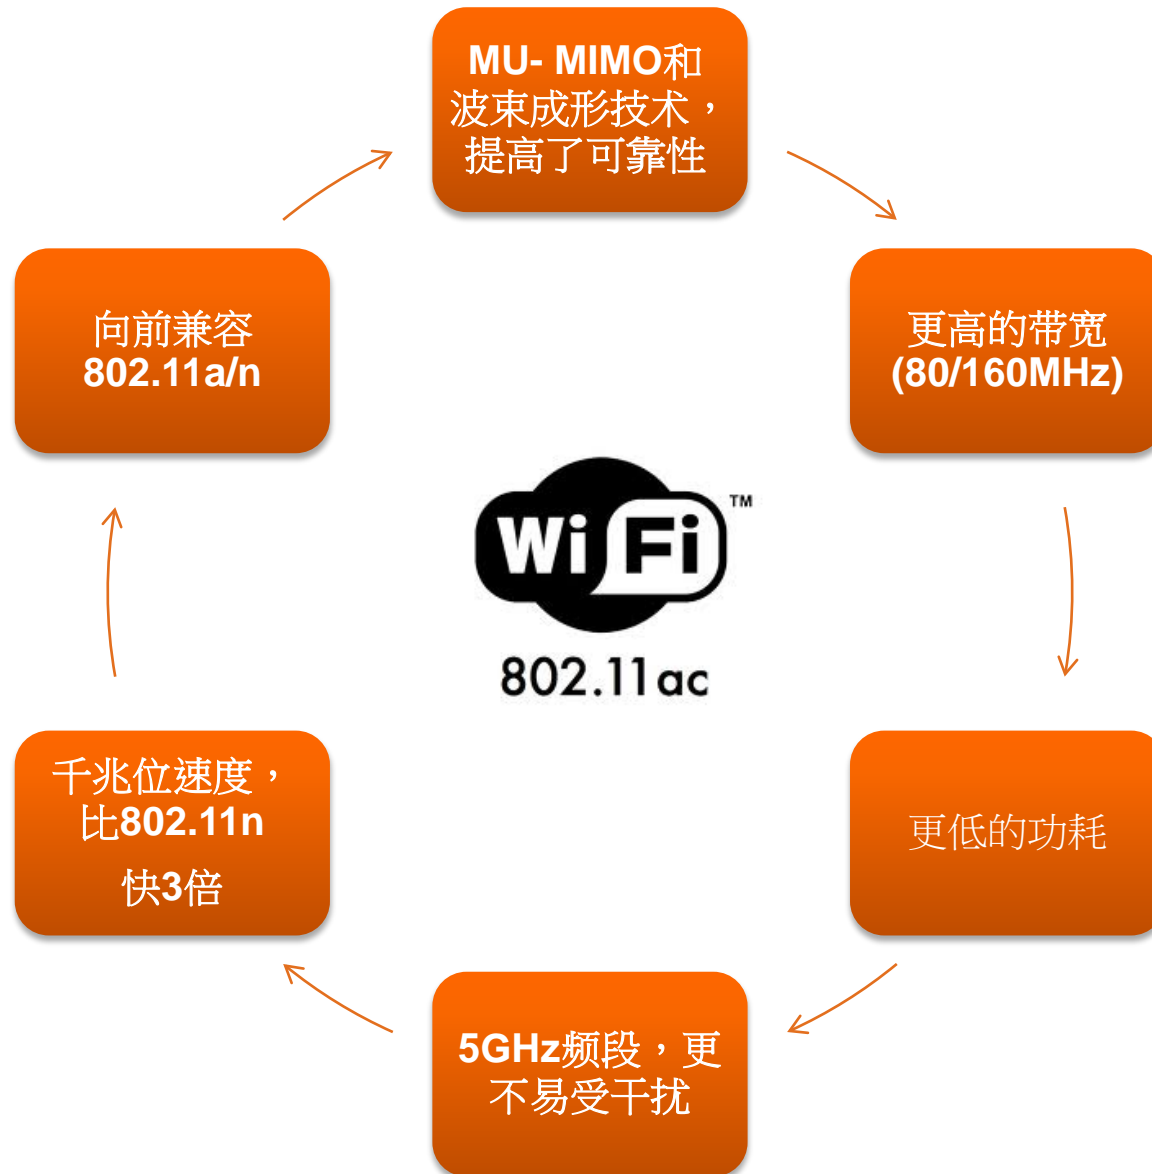 MU- MIMO和
波束成形技术，
提高了可靠性
向前兼容
802.11a/n
更高的带宽
(80/160MHz)
Wi Fi TM
802.11ac
千兆位速度，
比802.11n
快3倍
更低的功耗
5GHz频段，更
不易受干扰